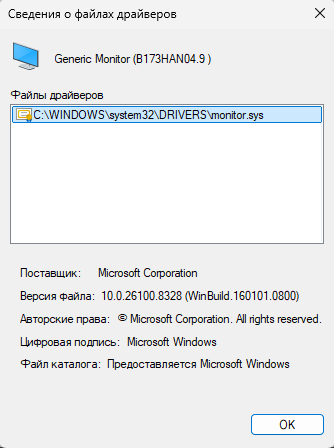 Сведения о файлах драйверов
Generic Monitor (B173HAN04.9 )
Файлы драйверов
C:\WINDOWS\system32\DRIVERS\monitor.sys
Поставщик: Microsoft Corporation
Версия файла: 10.0.26100.8328 (WinBuild.160101.0800)
Авторские права: © Microsoft Corporation. All rights reserved.
Цифровая подпись: Microsoft Windows
Файл каталога: Предоставляется Microsoft Windows
OK